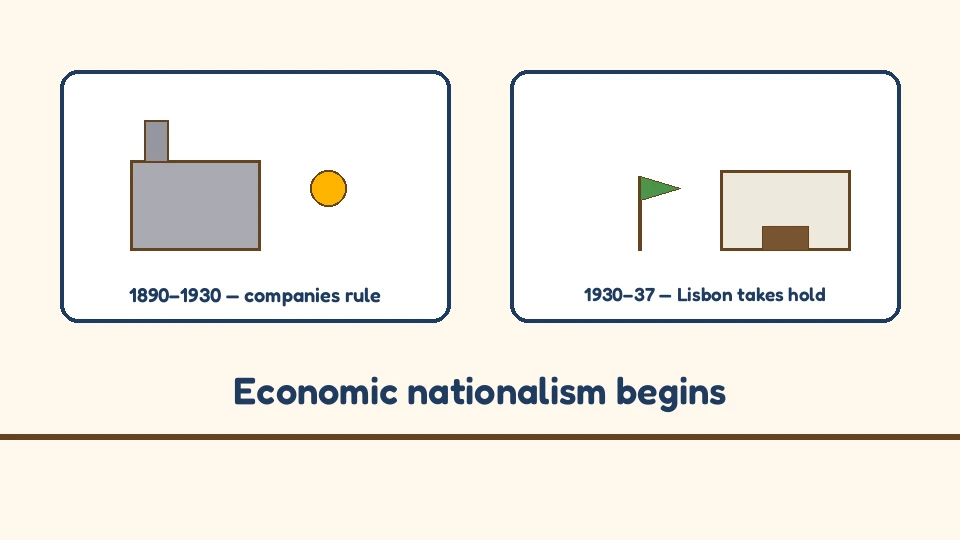 1890–1930 — companies rule
1930–37 — Lisbon takes hold
Economic nationalism begins